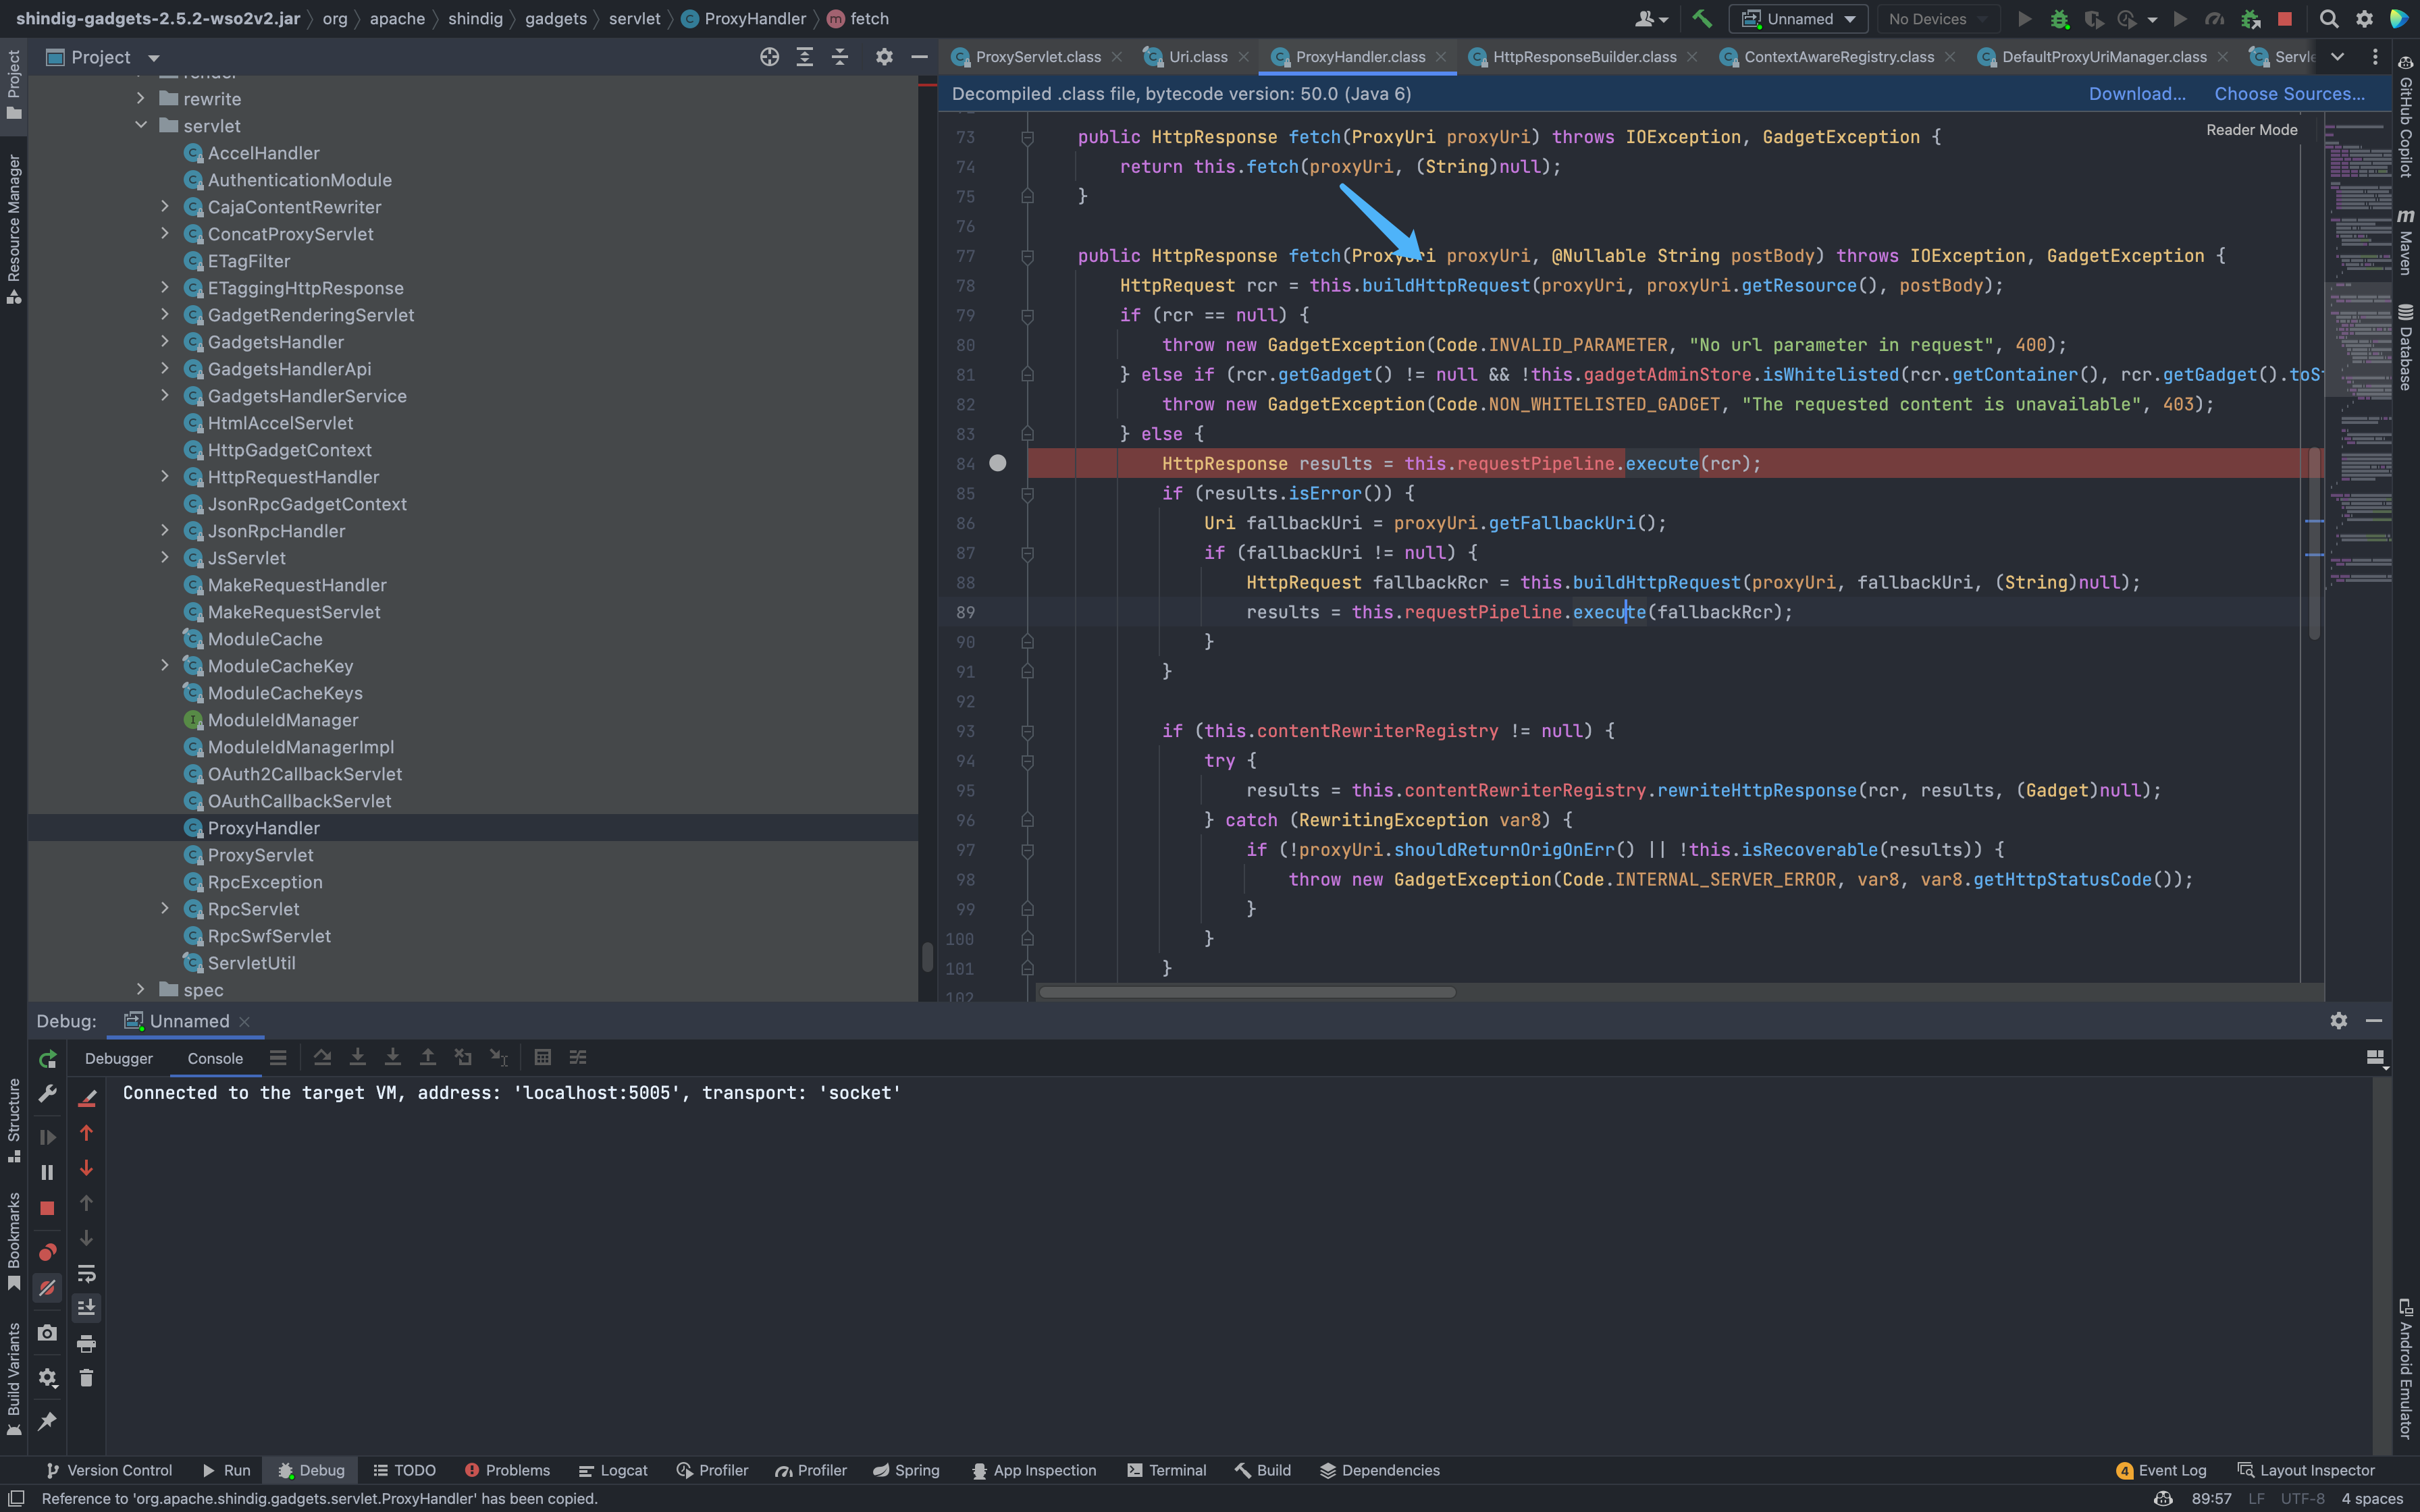 shindig-gadgets-2.5.2-wso2v2.jar org apache shindig gadgets servlet ProxyHandler m fetch Unnamed No Devices
Project
ProxyServlet.class Uri.class ProxyHandler.class HttpResponseBuilder.class ContextAwareRegistry.class DefaultProxyUriManager.class
Decompiled .class file, bytecode version: 50.0 (Java 6) Download... Choose Sources...
Reader Mode
Project
Resource Manager
Structure
Bookmarks
Build Variants
render
rewrite
servlet
AccelHandler
AuthenticationModule
CajaContentRewriter
ConcatProxyServlet
ETagFilter
ETaggingHttpResponse
GadgetRenderingServlet
GadgetsHandler
GadgetsHandlerApi
GadgetsHandlerService
HtmlAccelServlet
HttpGadgetContext
HttpRequestHandler
JsonRpcGadgetContext
JsonRpcHandler
JsServlet
MakeRequestHandler
MakeRequestServlet
ModuleCache
ModuleCacheKey
ModuleCacheKeys
ModuleIdManager
ModuleIdManagerImpl
OAuth2CallbackServlet
OAuthCallbackServlet
ProxyHandler
ProxyServlet
RpcException
RpcServlet
RpcSwfServlet
ServletUtil
spec
73 public HttpResponse fetch(ProxyUri proxyUri) throws IOException, GadgetException {
74 return this.fetch(proxyUri, (String)null);
75 }
76
77 public HttpResponse fetch(ProxyUri proxyUri, @Nullable String postBody) throws IOException, GadgetException {
78 HttpRequest rcr = this.buildHttpRequest(proxyUri, proxyUri.getResource(), postBody);
79 if (rcr == null) {
80 throw new GadgetException(Code.INVALID_PARAMETER, "No url parameter in request", 400);
81 } else if (rcr.getGadget() != null && !this.gadgetAdminStore.isWhitelisted(rcr.getContainer(), rcr.getGadget().toSt
82 throw new GadgetException(Code.NON_WHITELISTED_GADGET, "The requested content is unavailable", 403);
83 } else {
84 HttpResponse results = this.requestPipeline.execute(rcr);
85 if (results.isError()) {
86 Uri fallbackUri = proxyUri.getFallbackUri();
87 if (fallbackUri != null) {
88 HttpRequest fallbackRcr = this.buildHttpRequest(proxyUri, fallbackUri, (String)null);
89 results = this.requestPipeline.execute(fallbackRcr);
90 }
91 }
92
93 if (this.contentRewriterRegistry != null) {
94 try {
95 results = this.contentRewriterRegistry.rewriteHttpResponse(rcr, results, (Gadget)null);
96 } catch (RewritingException var8) {
97 if (!proxyUri.shouldReturnOrigOnErr() || !this.isRecoverable(results)) {
98 throw new GadgetException(Code.INTERNAL_SERVER_ERROR, var8, var8.getHttpStatusCode());
99 }
100 }
101 }
102
GitHub Copilot
Maven
Database
Android Emulator
Debug: Unnamed
Debugger Console
Connected to the target VM, address: 'localhost:5005', transport: 'socket'
Version Control Run Debug TODO Problems Logcat Profiler Profiler Spring App Inspection Terminal Build Dependencies 4 Event Log Layout Inspector
Reference to 'org.apache.shindig.gadgets.servlet.ProxyHandler' has been copied. 89:57 LF UTF-8 4 spaces